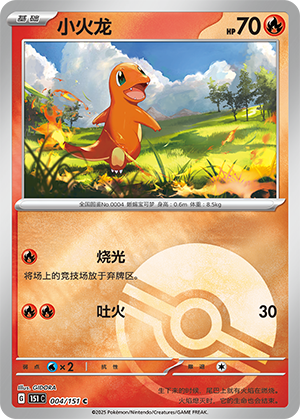 基础
小火龙
HP 70
全国图鉴No.0004 蜥蜴宝可梦 身高:0.6m 体重:8.5kg
烧光
将场上的竞技场放于弃牌区。
吐火 30
弱点 ×2 抗性 撤退
Illus. GIDORA
G 151 C 004/151 C
生下来的时候,尾巴上就有火焰在燃烧。
火焰熄灭时,它的生命也会结束。
©2025 Pokémon/Nintendo/Creatures/GAME FREAK.